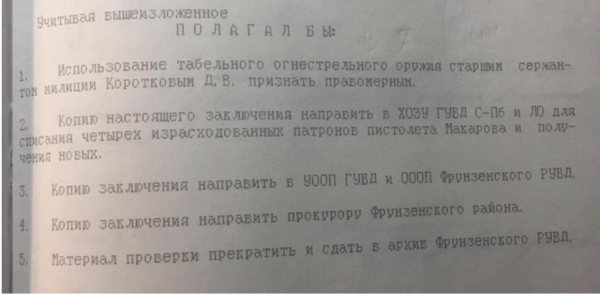 Учитывая вышеизложенное
П О Л А Г А Л Б Ы:
1. Использование табельного огнестрельного оружия старшим сержан-
том милиции Коротковым Д.В. признать правомерным.
2. Копию настоящего заключения направить в ХОЗУ ГУВД С-Пб и ЛО для
списания четырех израсходованных патронов пистолета Макарова и полу-
чения новых.
3. Копию заключения направить в УООП ГУВД и ОООП Фрунзенского РУВД.
4. Копию заключения направить прокурору Фрунзенского района.
5. Материал проверки прекратить и сдать в архив Фрунзенского РУВД.